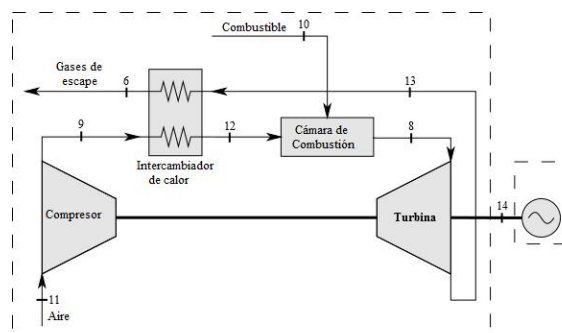 Combustible
10
Gases de
escape
6
13
9
12
Cámara de
Combustión
8
Intercambiador
de calor
Compresor
Turbina
14
11
Aire